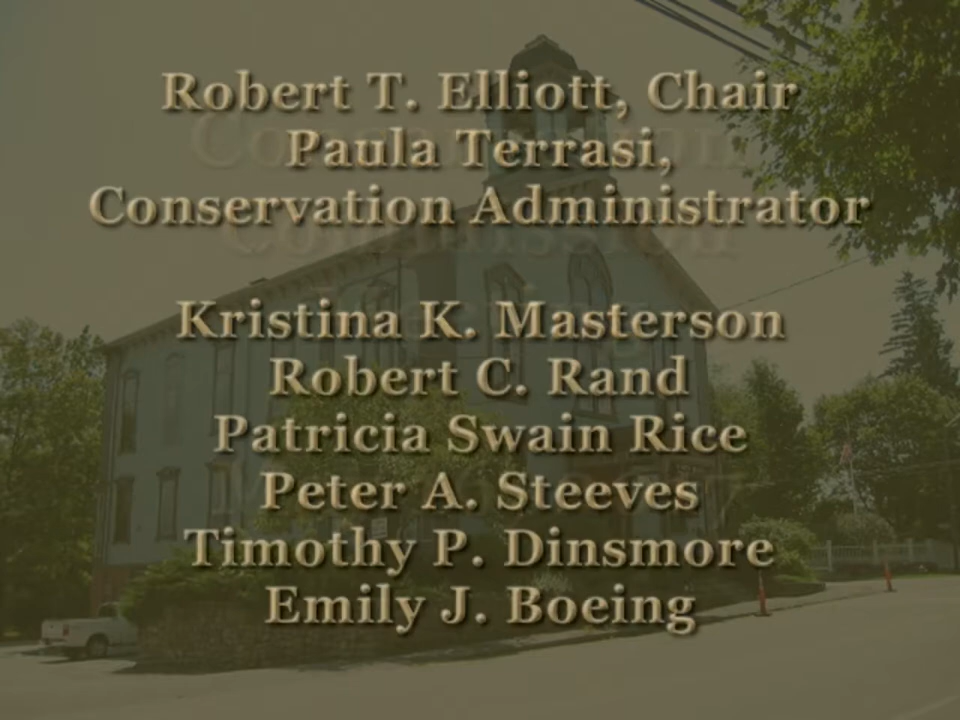 Robert T. Elliott, Chair
Paula Terrasi,
Conservation Administrator
Kristina K. Masterson
Robert C. Rand
Patricia Swain Rice
Peter A. Steeves
Timothy P. Dinsmore
Emily J. Boeing